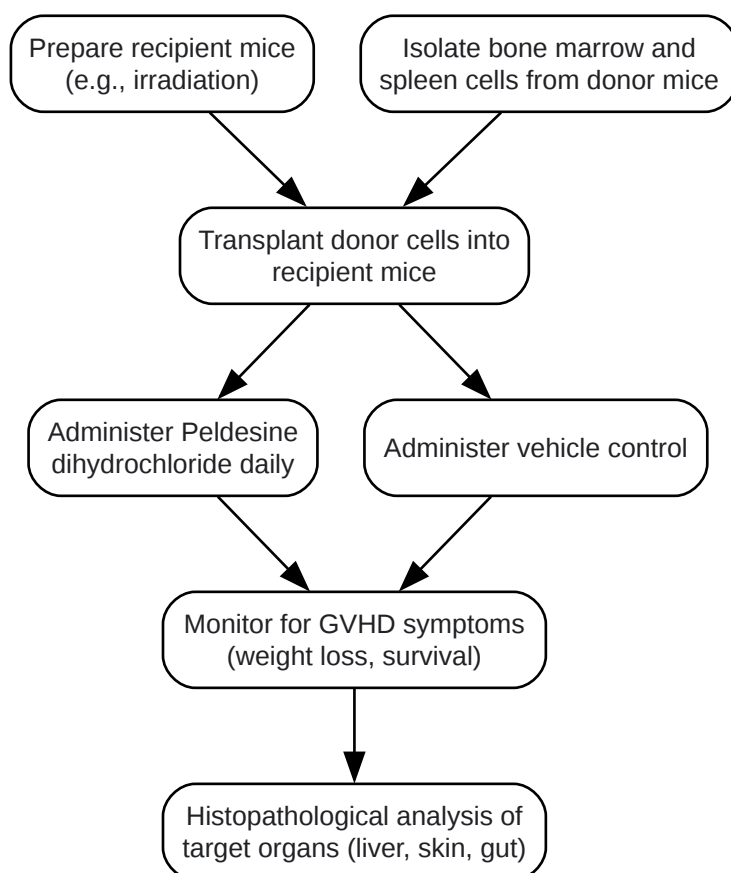 Prepare recipient mice
(e.g., irradiation)
Isolate bone marrow and
spleen cells from donor mice
Transplant donor cells into
recipient mice
Administer Peldesine
dihydrochloride daily
Administer vehicle control
Monitor for GVHD symptoms
(weight loss, survival)
Histopathological analysis of
target organs (liver, skin, gut)